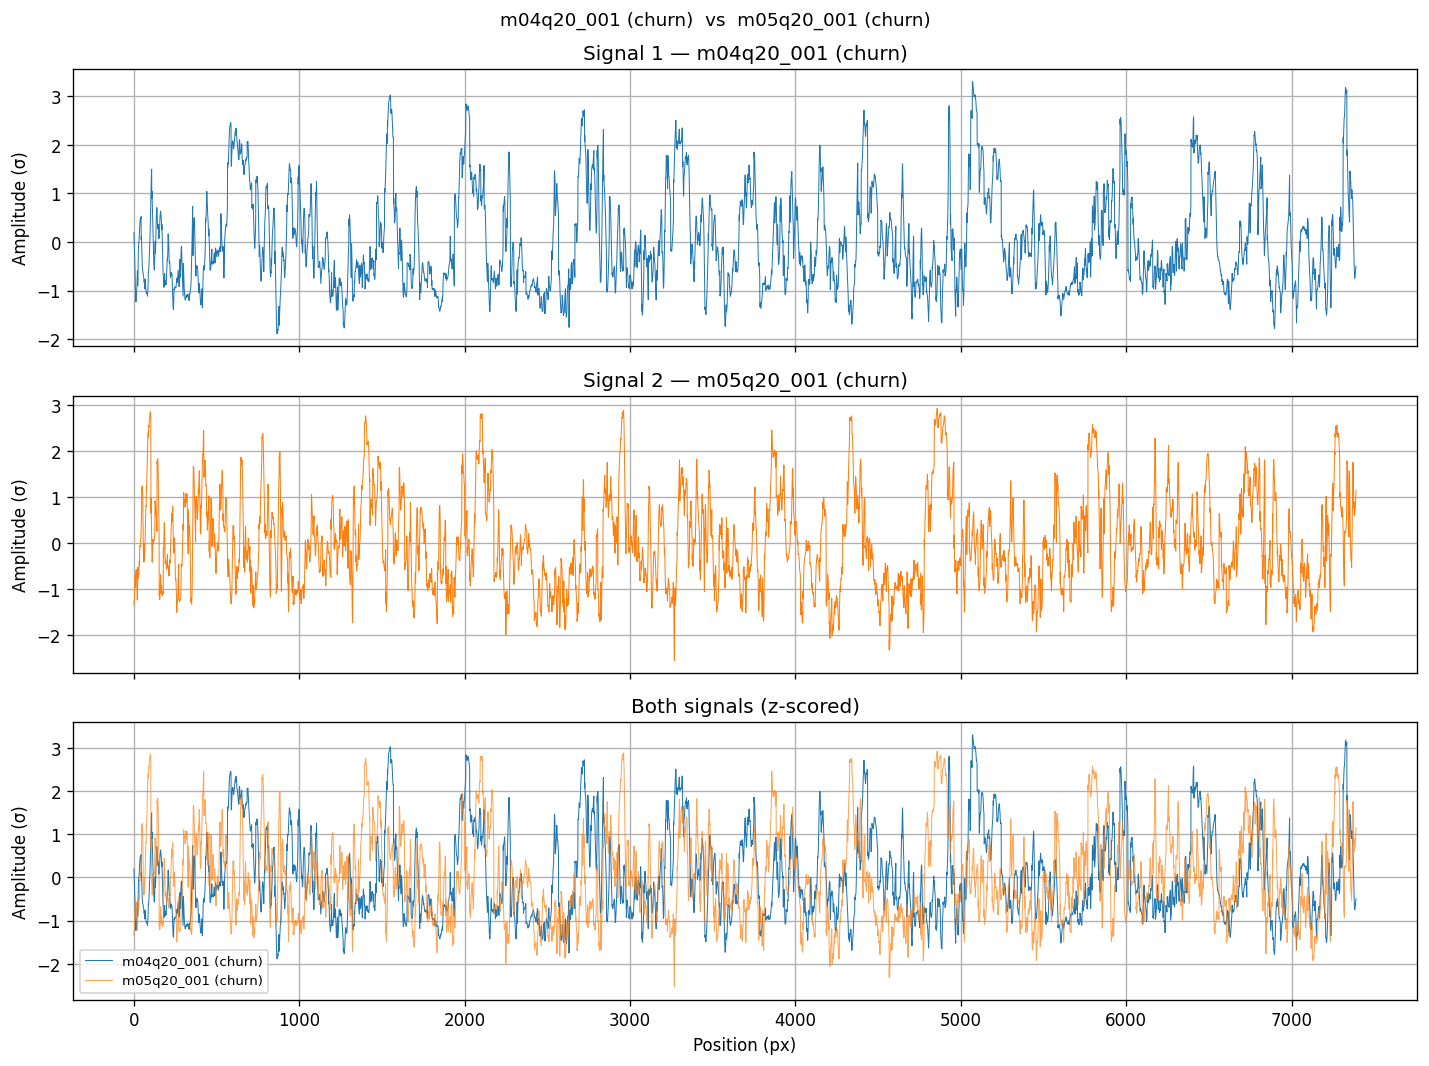 m04q20_001 (churn)  vs  m05q20_001 (churn)
Signal 1 — m04q20_001 (churn)
Amplitude (σ)
3
2
1
0
−1
−2
Signal 2 — m05q20_001 (churn)
Amplitude (σ)
3
2
1
0
−1
−2
Both signals (z-scored)
Amplitude (σ)
3
2
1
0
−1
−2
m04q20_001 (churn)
m05q20_001 (churn)
0 1000 2000 3000 4000 5000 6000 7000
Position (px)